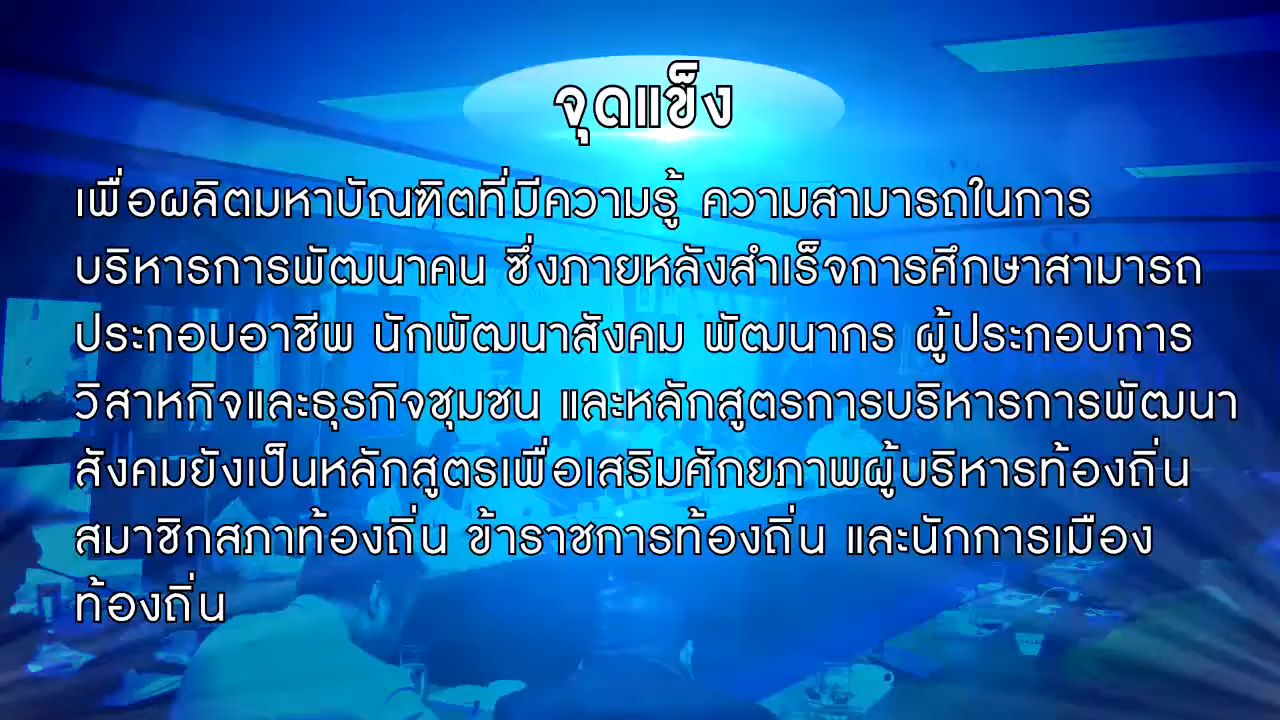 จุดแข็ง
เพื่อผลิตมหาบัณฑิตที่มีความรู้ ความสามารถในการ
บริหารการพัฒนาคน ซึ่งภายหลังสำเร็จการศึกษาสามารถ
ประกอบอาชีพ นักพัฒนาสังคม พัฒนากร ผู้ประกอบการ
วิสาหกิจและธุรกิจชุมชน และหลักสูตรการบริหารการพัฒนา
สังคมยังเป็นหลักสูตรเพื่อเสริมศักยภาพผู้บริหารท้องถิ่น
สมาชิกสภาท้องถิ่น ข้าราชการท้องถิ่น และนักการเมือง
ท้องถิ่น